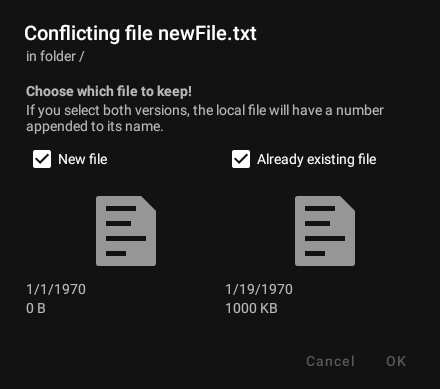 Conflicting file newFile.txt
in folder /
Choose which file to keep!
If you select both versions, the local file will have a number
appended to its name.
New file Already existing file
1/1/1970 1/19/1970
0 B 1000 KB
Cancel OK